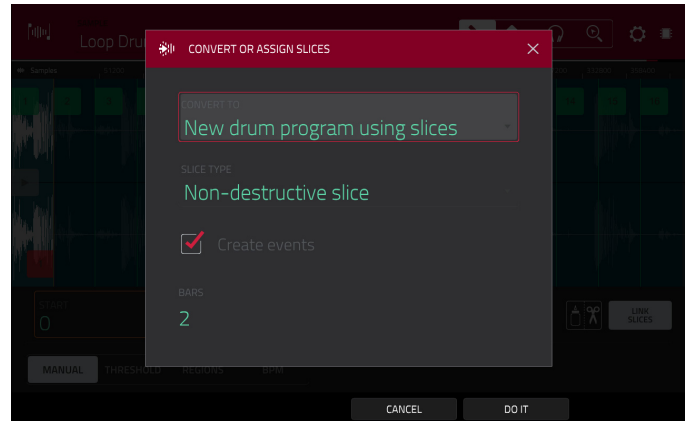 Loop Dru
CONVERT OR ASSIGN SLICES
Samples
CONVERT TO
New drum program using slices
SLICE TYPE
Non-destructive slice
Create events
BARS
2
START
0
LINK
SLICES
MANUAL THRESHOLD REGIONS BPM
CANCEL DO IT